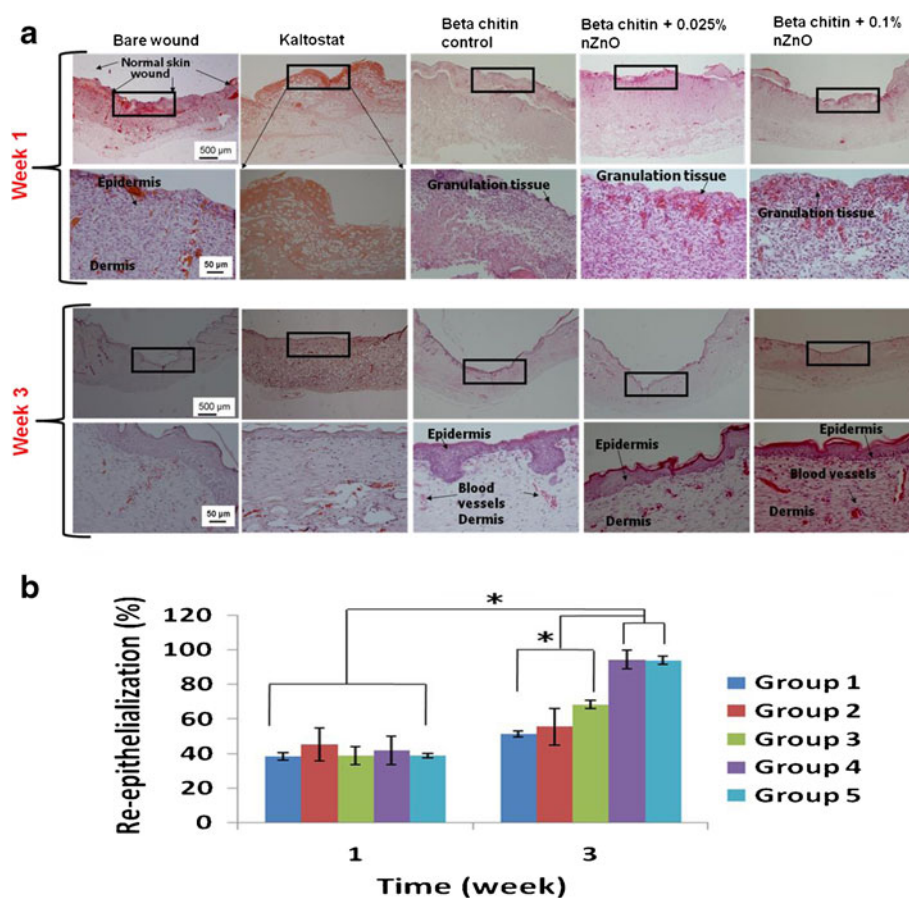 a
Bare wound
Kaltostat
Beta chitin
control
Beta chitin + 0.025%
nZnO
Beta chitin + 0.1%
nZnO
Week 1
Normal skin
wound
500 µm
Epidermis
Dermis
50 µm
Granulation tissue
Granulation tissue
Granulation tissue
Week 3
500 µm
50 µm
Epidermis
Blood
vessels
Dermis
Epidermis
Dermis
Epidermis
Blood vessels
Dermis
b
Re-epithelialization (%)
120
100
80
60
40
20
0
*
*
1
3
Time (week)
Group 1
Group 2
Group 3
Group 4
Group 5